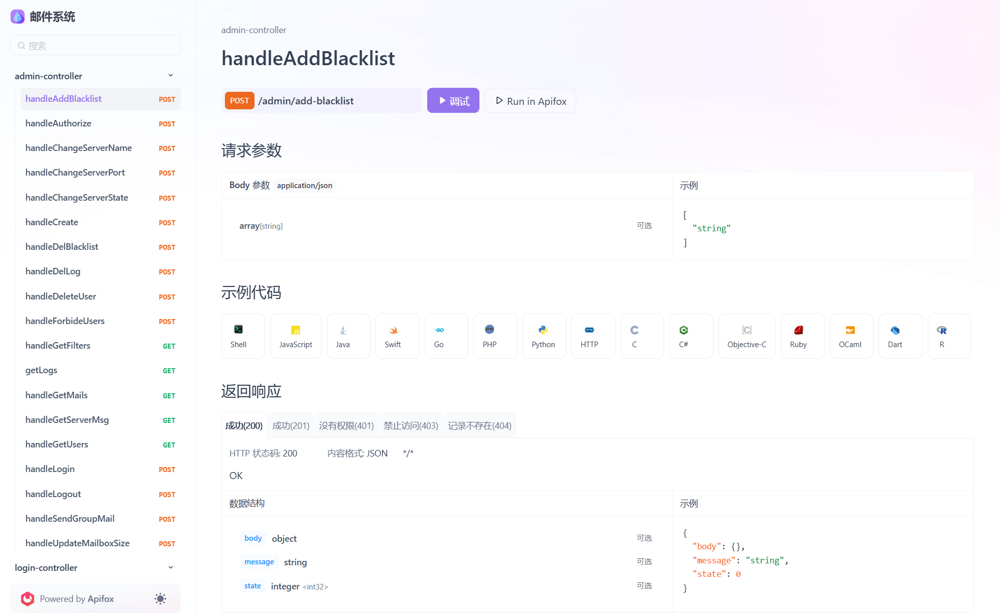 邮件系统
搜索
admin-controller
handleAddBlacklist POST
handleAuthorize POST
handleChangeServerName POST
handleChangeServerPort POST
handleChangeServerState POST
handleCreate POST
handleDelBlacklist POST
handleDelLog POST
handleDeleteUser POST
handleForbideUsers POST
handleGetFilters GET
getLogs GET
handleGetMails GET
handleGetServerMsg GET
handleGetUsers GET
handleLogin POST
handleLogout POST
handleSendGroupMail POST
handleUpdateMailboxSize POST
login-controller
Powered by Apifox
admin-controller
handleAddBlacklist
POST /admin/add-blacklist 调试 Run in Apifox
请求参数
Body 参数 application/json
array[string] 可选
示例
[
"string"
]
示例代码
Shell JavaScript Java Swift Go PHP Python HTTP C C# Objective-C Ruby OCaml Dart R
返回响应
成功(200) 成功(201) 没有权限(401) 禁止访问(403) 记录不存在(404)
HTTP 状态码: 200 内容格式: JSON */*
OK
数据结构
body object 可选
message string 可选
state integer <int32> 可选
示例
{
"body": {},
"message": "string",
"state": 0
}